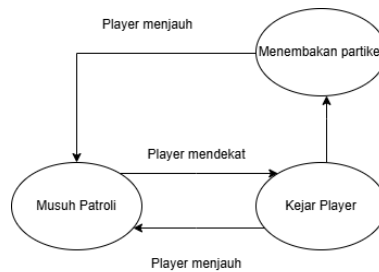 Player menjauh
Menembakan partike
Player mendekat
Musuh Patroli
Kejar Player
Player menjauh